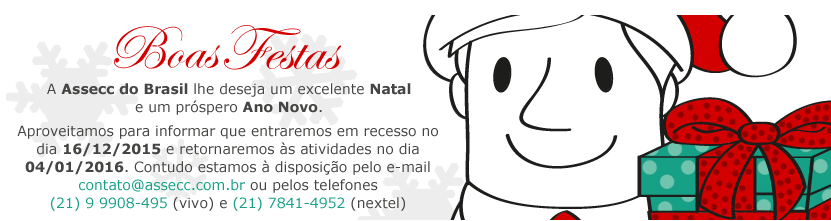 Boas Festas
A Assecc do Brasil lhe deseja um excelente Natal
e um próspero Ano Novo.
Aproveitamos para informar que entraremos em recesso no
dia 16/12/2015 e retornaremos às atividades no dia
04/01/2016. Contudo estamos à disposição pelo e-mail
contato@assecc.com.br ou pelos telefones
(21) 9 9908-495 (vivo) e (21) 7841-4952 (nextel)